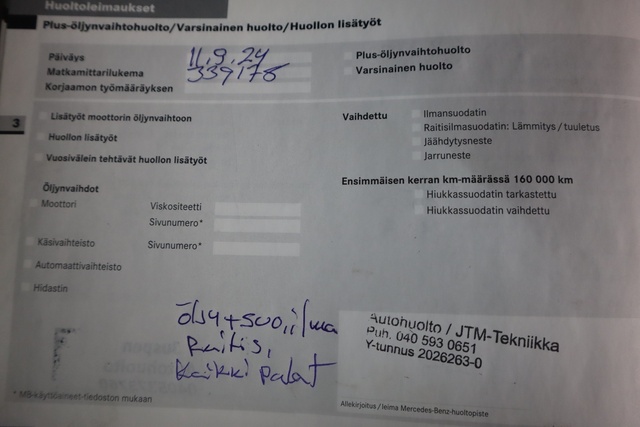 Huoltoleimaukset
Plus-öljynvaihtohuolto/Varsinainen huolto/Huollon lisätyöt
Päiväys 11.9.24
Matkamittarilukema 339176
Korjaamon työmääräyksen
Plus-öljynvaihtohuolto
Varsinainen huolto
3
Lisätyöt moottorin öljynvaihtoon
Huollon lisätyöt
Vuosivälein tehtävät huollon lisätyöt
Vaihdettu
Ilmansuodatin
Raitisilmasuodatin: Lämmitys / tuuletus
Jäähdytysneste
Jarruneste
Ensimmäisen kerran km-määrässä 160 000 km
Hiukkassuodatin tarkastettu
Hiukkassuodatin vaihdettu
Öljynvaihdot
Moottori
Viskositeetti
Sivunumero*
Käsivaihteisto
Sivunumero*
Automaattivaihteisto
Hidastin
öljy+suo,ilma
Raitis,
Kaikki palat
Autohuolto / JTM-Tekniikka
Puh. 040 593 0651
Y-tunnus 2026263-0
* MB-käyttöaineet-tiedoston mukaan
Allekirjoitus / leima Mercedes-Benz-huoltopiste